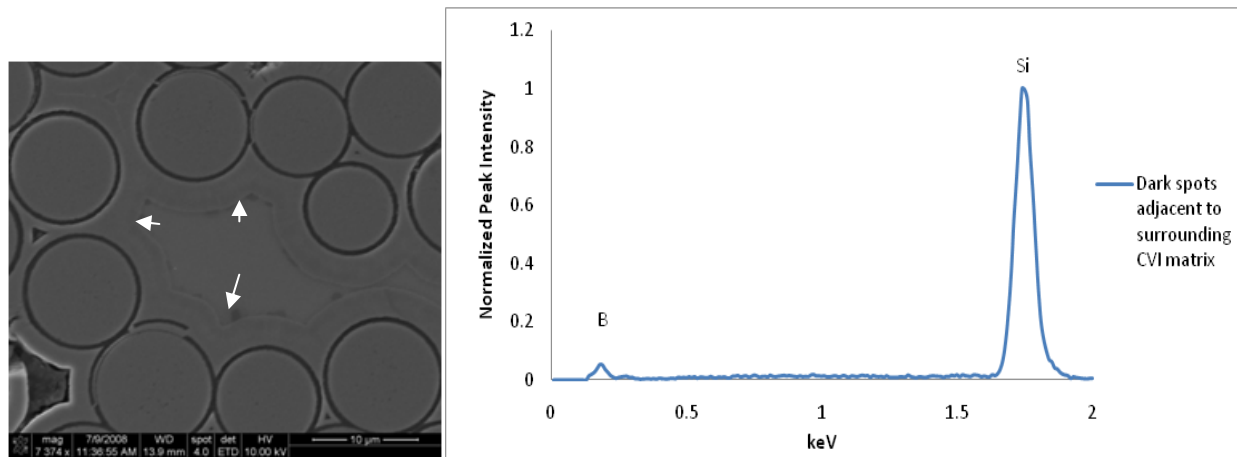 mag 7/9/2008 WD spot det HV
7 374 x 11:36:55 AM 13.9 mm 4.0 ETD 10.00 kV
10 µm
1.2
1
0.8
0.6
0.4
0.2
0
Normalized Peak Intensity
B
Si
0 0.5 1 1.5 2
keV
Dark spots
adjacent to
surrounding
CVI matrix